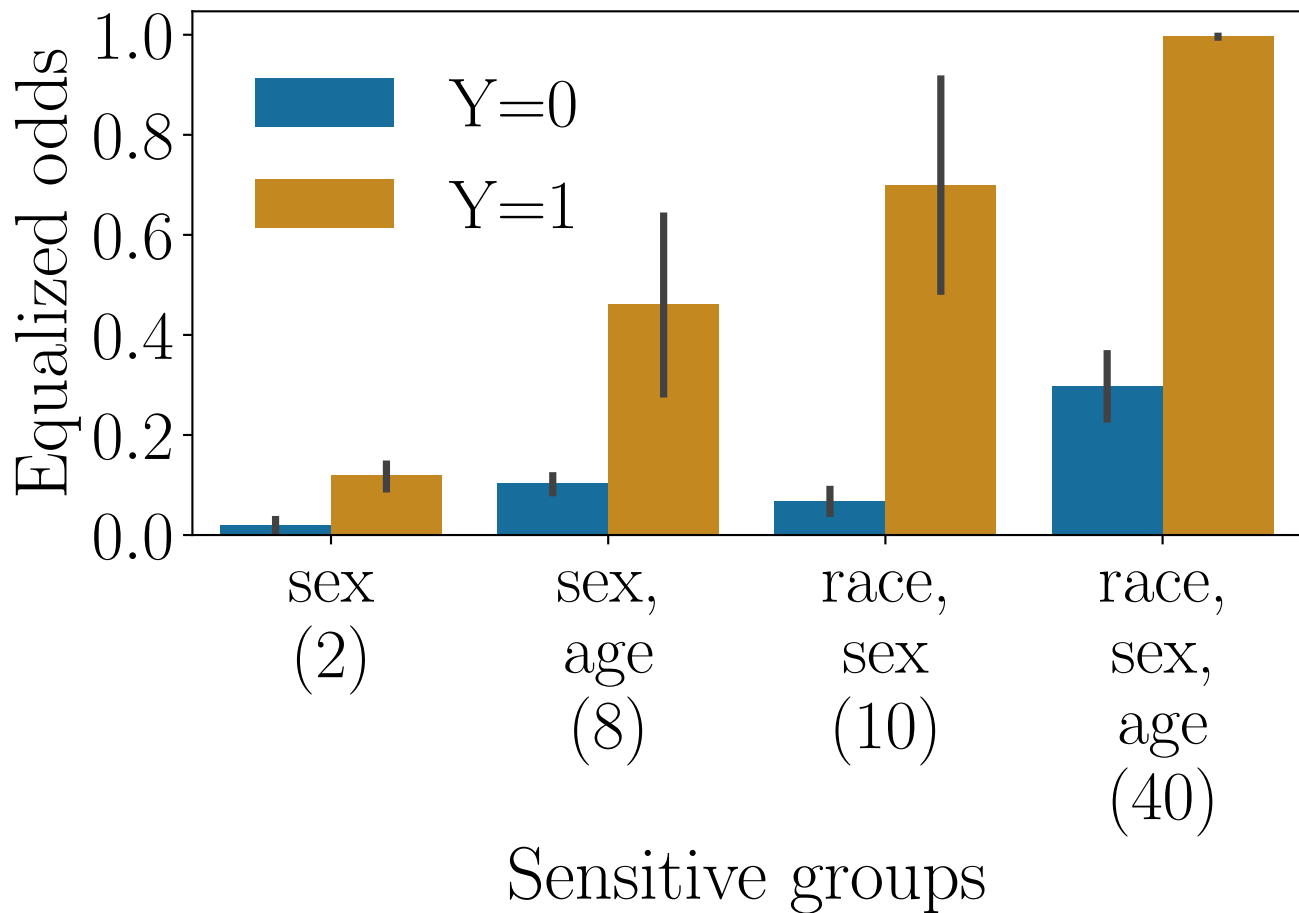 Equalized odds
1.0
0.8
0.6
0.4
0.2
0.0
Y=0
Y=1
sex
(2)
sex,
age
(8)
race,
sex
(10)
race,
sex,
age
(40)
Sensitive groups